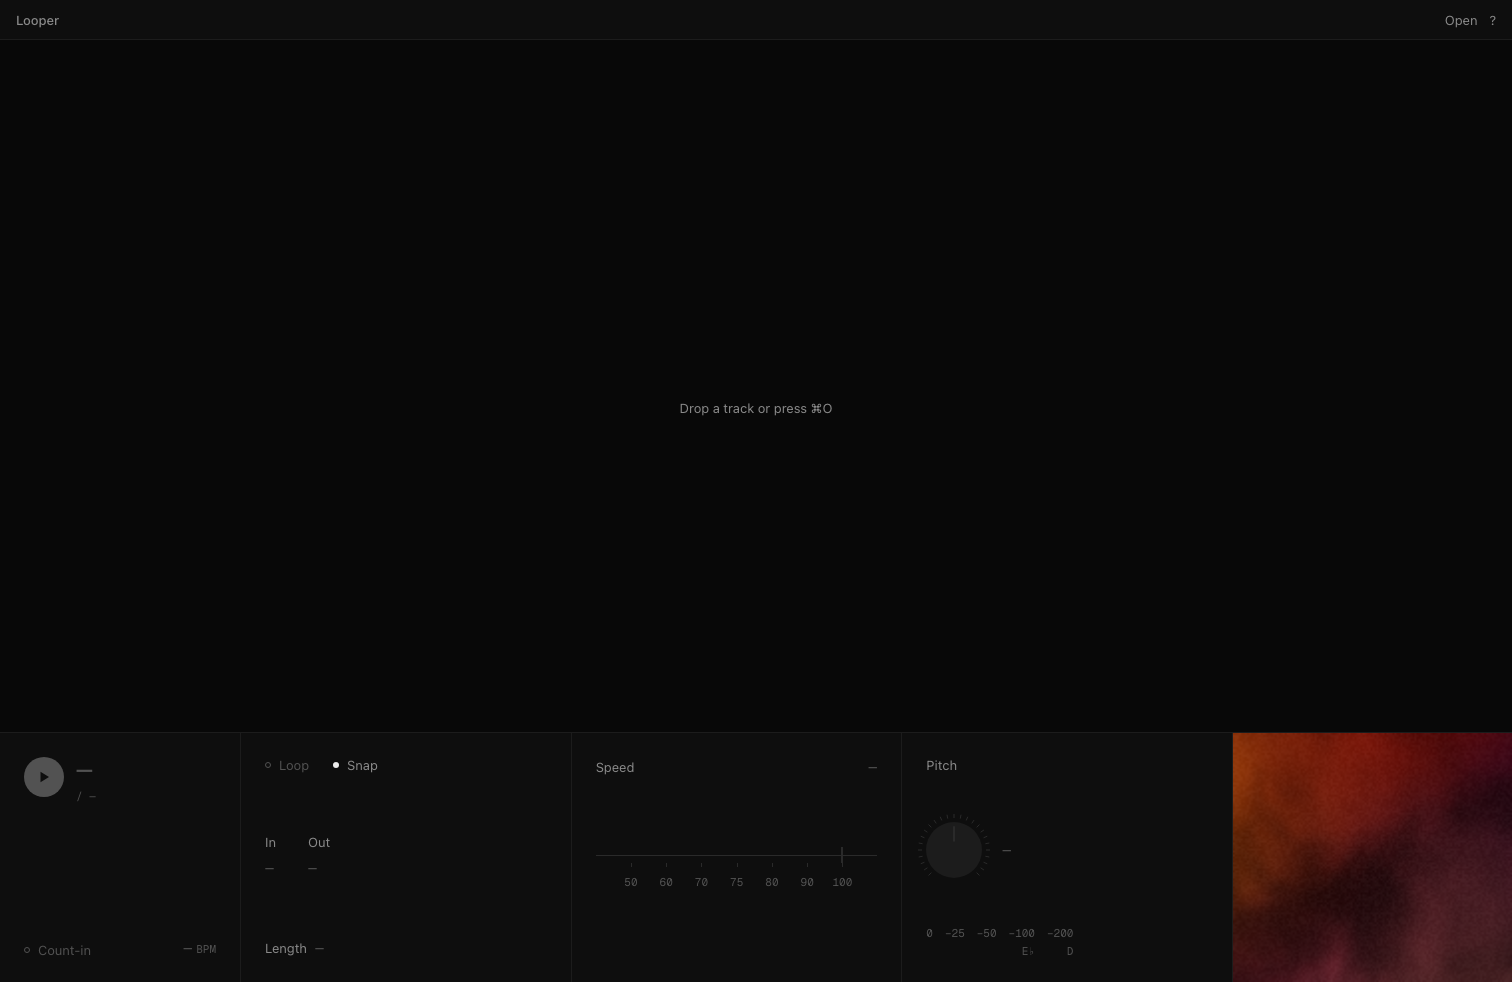 Looper
Open ?
Drop a track or press ⌘O
—
/ –
Loop Snap
In Out
— —
Length —
Count-in — BPM
Speed —
50 60 70 75 80 90 100
Pitch
—
0 −25 −50 −100 −200
E♭ D